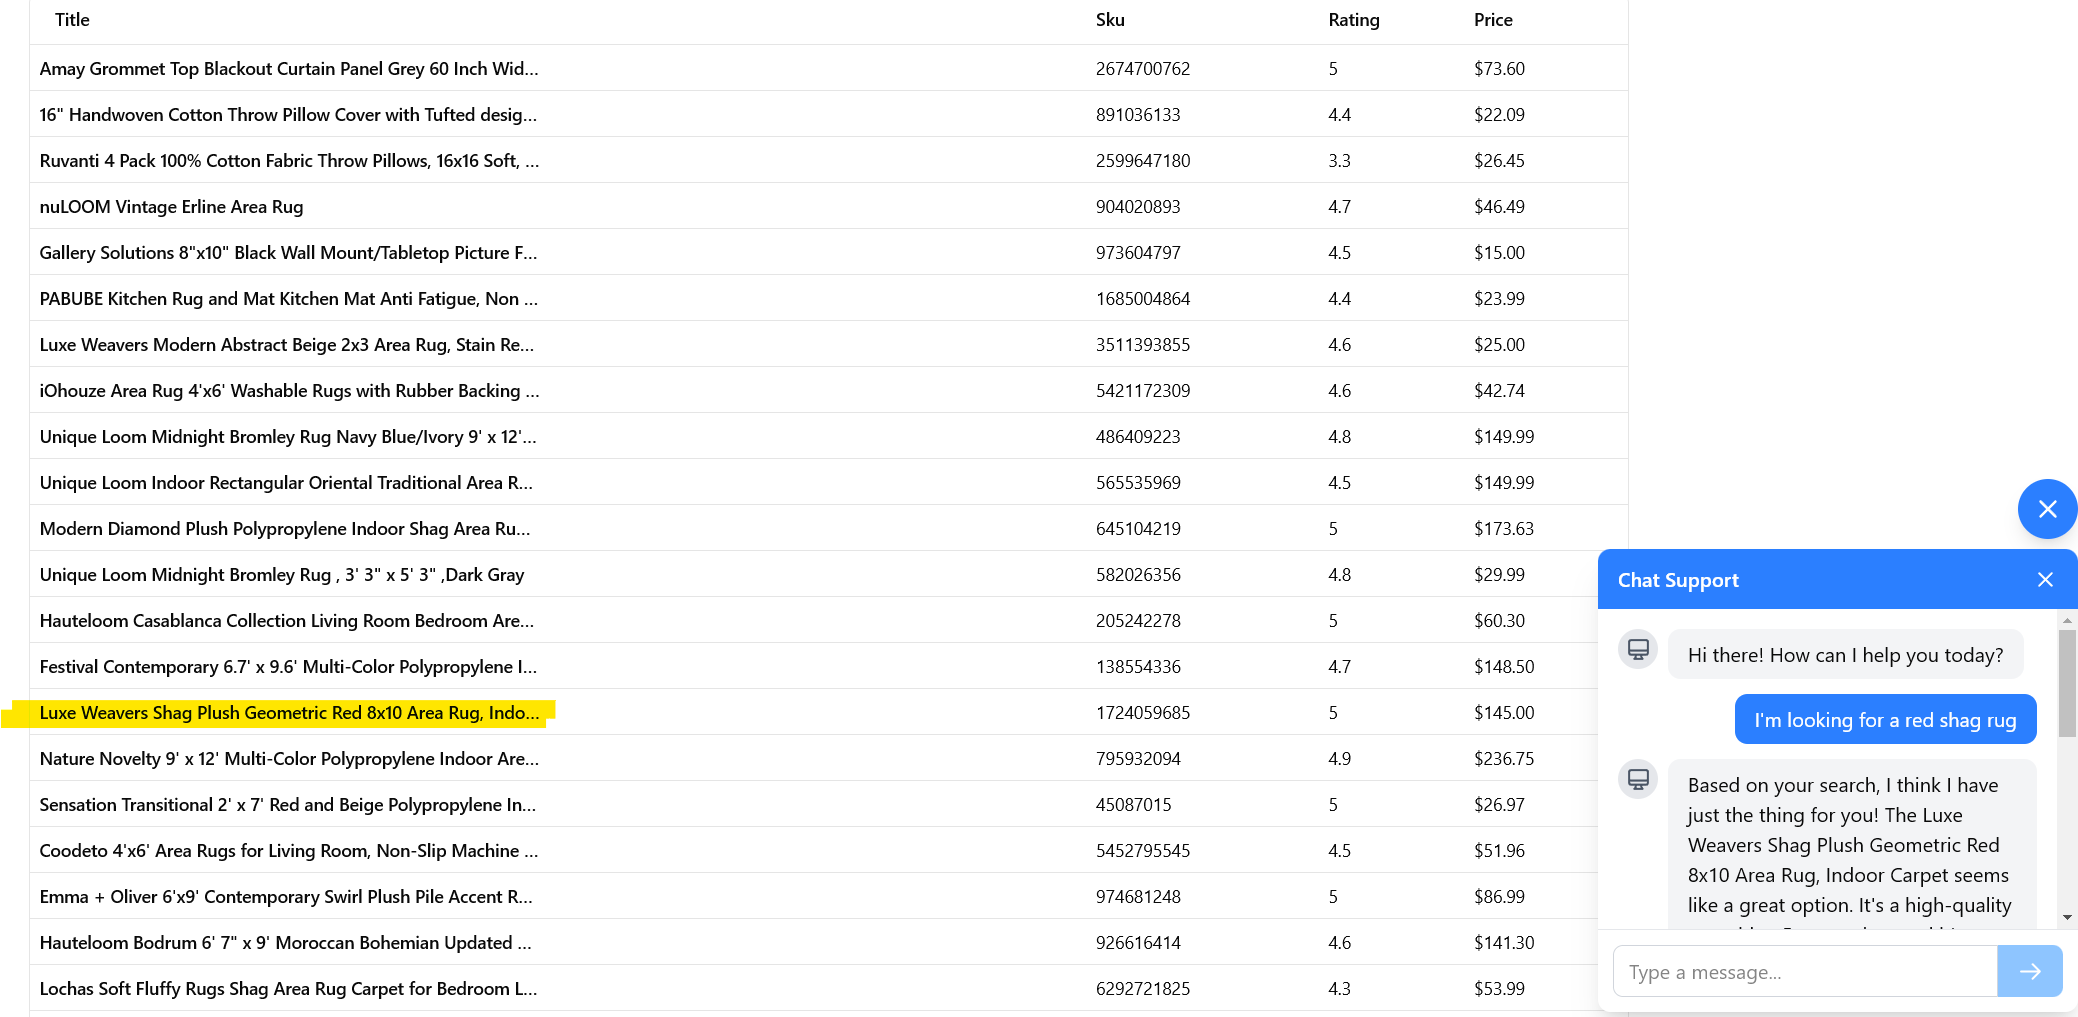 Title Sku Rating Price
Amay Grommet Top Blackout Curtain Panel Grey 60 Inch Wid... 2674700762 5 $73.60
16" Handwoven Cotton Throw Pillow Cover with Tufted desig... 891036133 4.4 $22.09
Ruvanti 4 Pack 100% Cotton Fabric Throw Pillows, 16x16 Soft, ... 2599647180 3.3 $26.45
nuLOOM Vintage Erline Area Rug 904020893 4.7 $46.49
Gallery Solutions 8"x10" Black Wall Mount/Tabletop Picture F... 973604797 4.5 $15.00
PABUBE Kitchen Rug and Mat Kitchen Mat Anti Fatigue, Non ... 1685004864 4.4 $23.99
Luxe Weavers Modern Abstract Beige 2x3 Area Rug, Stain Re... 3511393855 4.6 $25.00
iOhouze Area Rug 4'x6' Washable Rugs with Rubber Backing ... 5421172309 4.6 $42.74
Unique Loom Midnight Bromley Rug Navy Blue/Ivory 9' x 12'... 486409223 4.8 $149.99
Unique Loom Indoor Rectangular Oriental Traditional Area R... 565535969 4.5 $149.99
Modern Diamond Plush Polypropylene Indoor Shag Area Ru... 645104219 5 $173.63
Unique Loom Midnight Bromley Rug , 3' 3" x 5' 3" ,Dark Gray 582026356 4.8 $29.99
Hauteloom Casablanca Collection Living Room Bedroom Are... 205242278 5 $60.30
Festival Contemporary 6.7' x 9.6' Multi-Color Polypropylene I... 138554336 4.7 $148.50
Luxe Weavers Shag Plush Geometric Red 8x10 Area Rug, Indo... 1724059685 5 $145.00
Nature Novelty 9' x 12' Multi-Color Polypropylene Indoor Are... 795932094 4.9 $236.75
Sensation Transitional 2' x 7' Red and Beige Polypropylene In... 45087015 5 $26.97
Coodeto 4'x6' Area Rugs for Living Room, Non-Slip Machine ... 5452795545 4.5 $51.96
Emma + Oliver 6'x9' Contemporary Swirl Plush Pile Accent R... 974681248 5 $86.99
Hauteloom Bodrum 6' 7" x 9' Moroccan Bohemian Updated ... 926616414 4.6 $141.30
Lochas Soft Fluffy Rugs Shag Area Rug Carpet for Bedroom L... 6292721825 4.3 $53.99
Chat Support
Hi there! How can I help you today?
I'm looking for a red shag rug
Based on your search, I think I have
just the thing for you! The Luxe
Weavers Shag Plush Geometric Red
8x10 Area Rug, Indoor Carpet seems
like a great option. It's a high-quality
Type a message...